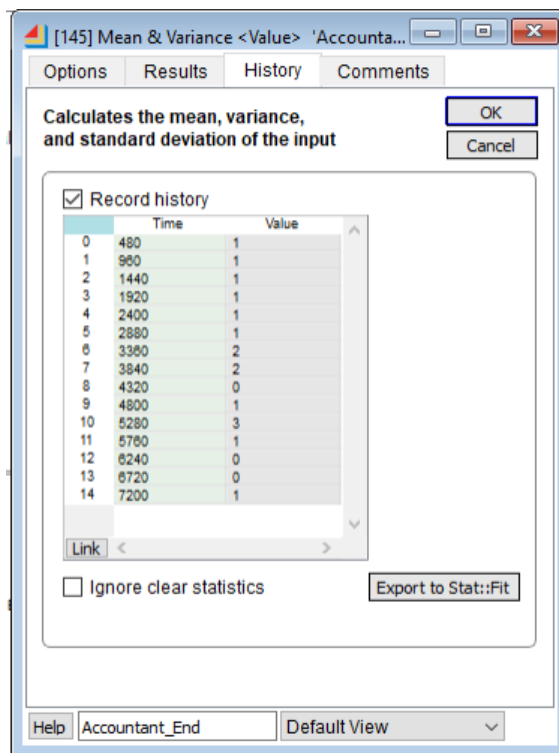 [145] Mean & Variance <Value> 'Accounta...
Options Results History Comments
Calculates the mean, variance,
and standard deviation of the input
OK
Cancel
Record history
Time Value
0 480 1
1 960 1
2 1440 1
3 1920 1
4 2400 1
5 2880 1
6 3360 2
7 3840 2
8 4320 0
9 4800 1
10 5280 3
11 5760 1
12 6240 0
13 6720 0
14 7200 1
Link
Ignore clear statistics
Export to Stat::Fit
Help Accountant_End Default View